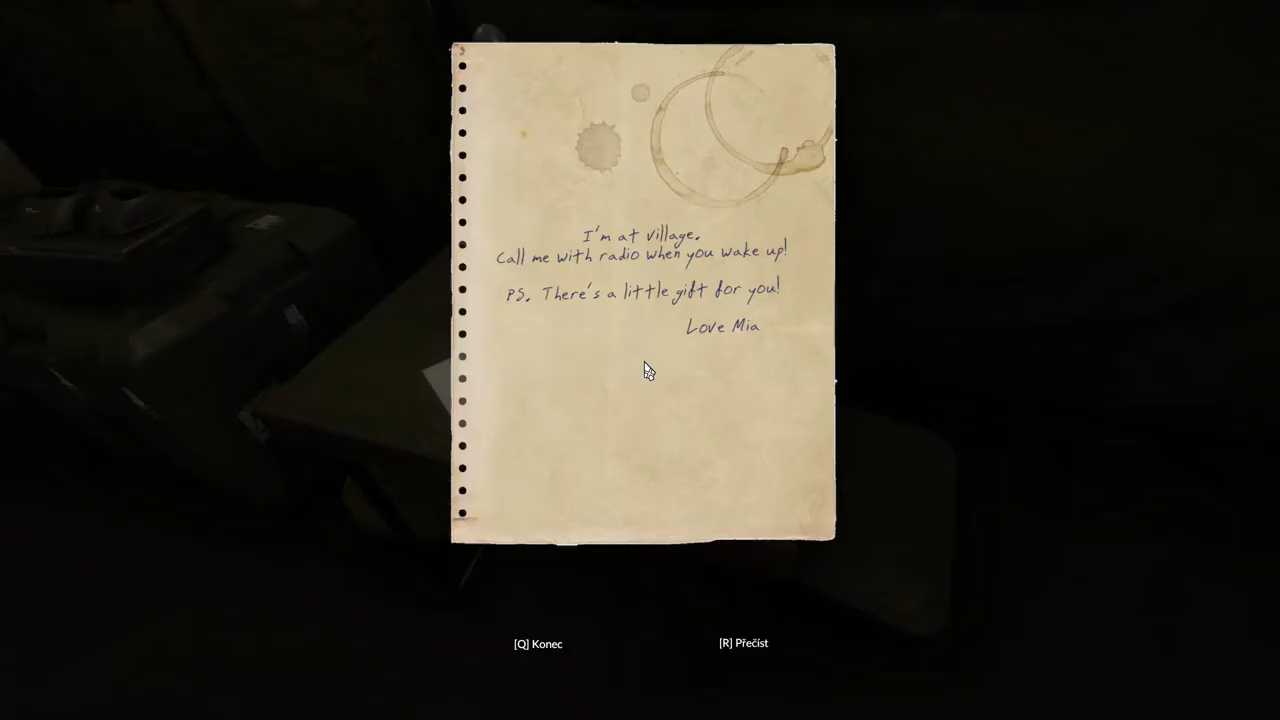 I'm at village.
Call me with radio when you wake up!
PS. There's a little gift for you!
Love Mia
[Q] Konec
[R] Přečíst